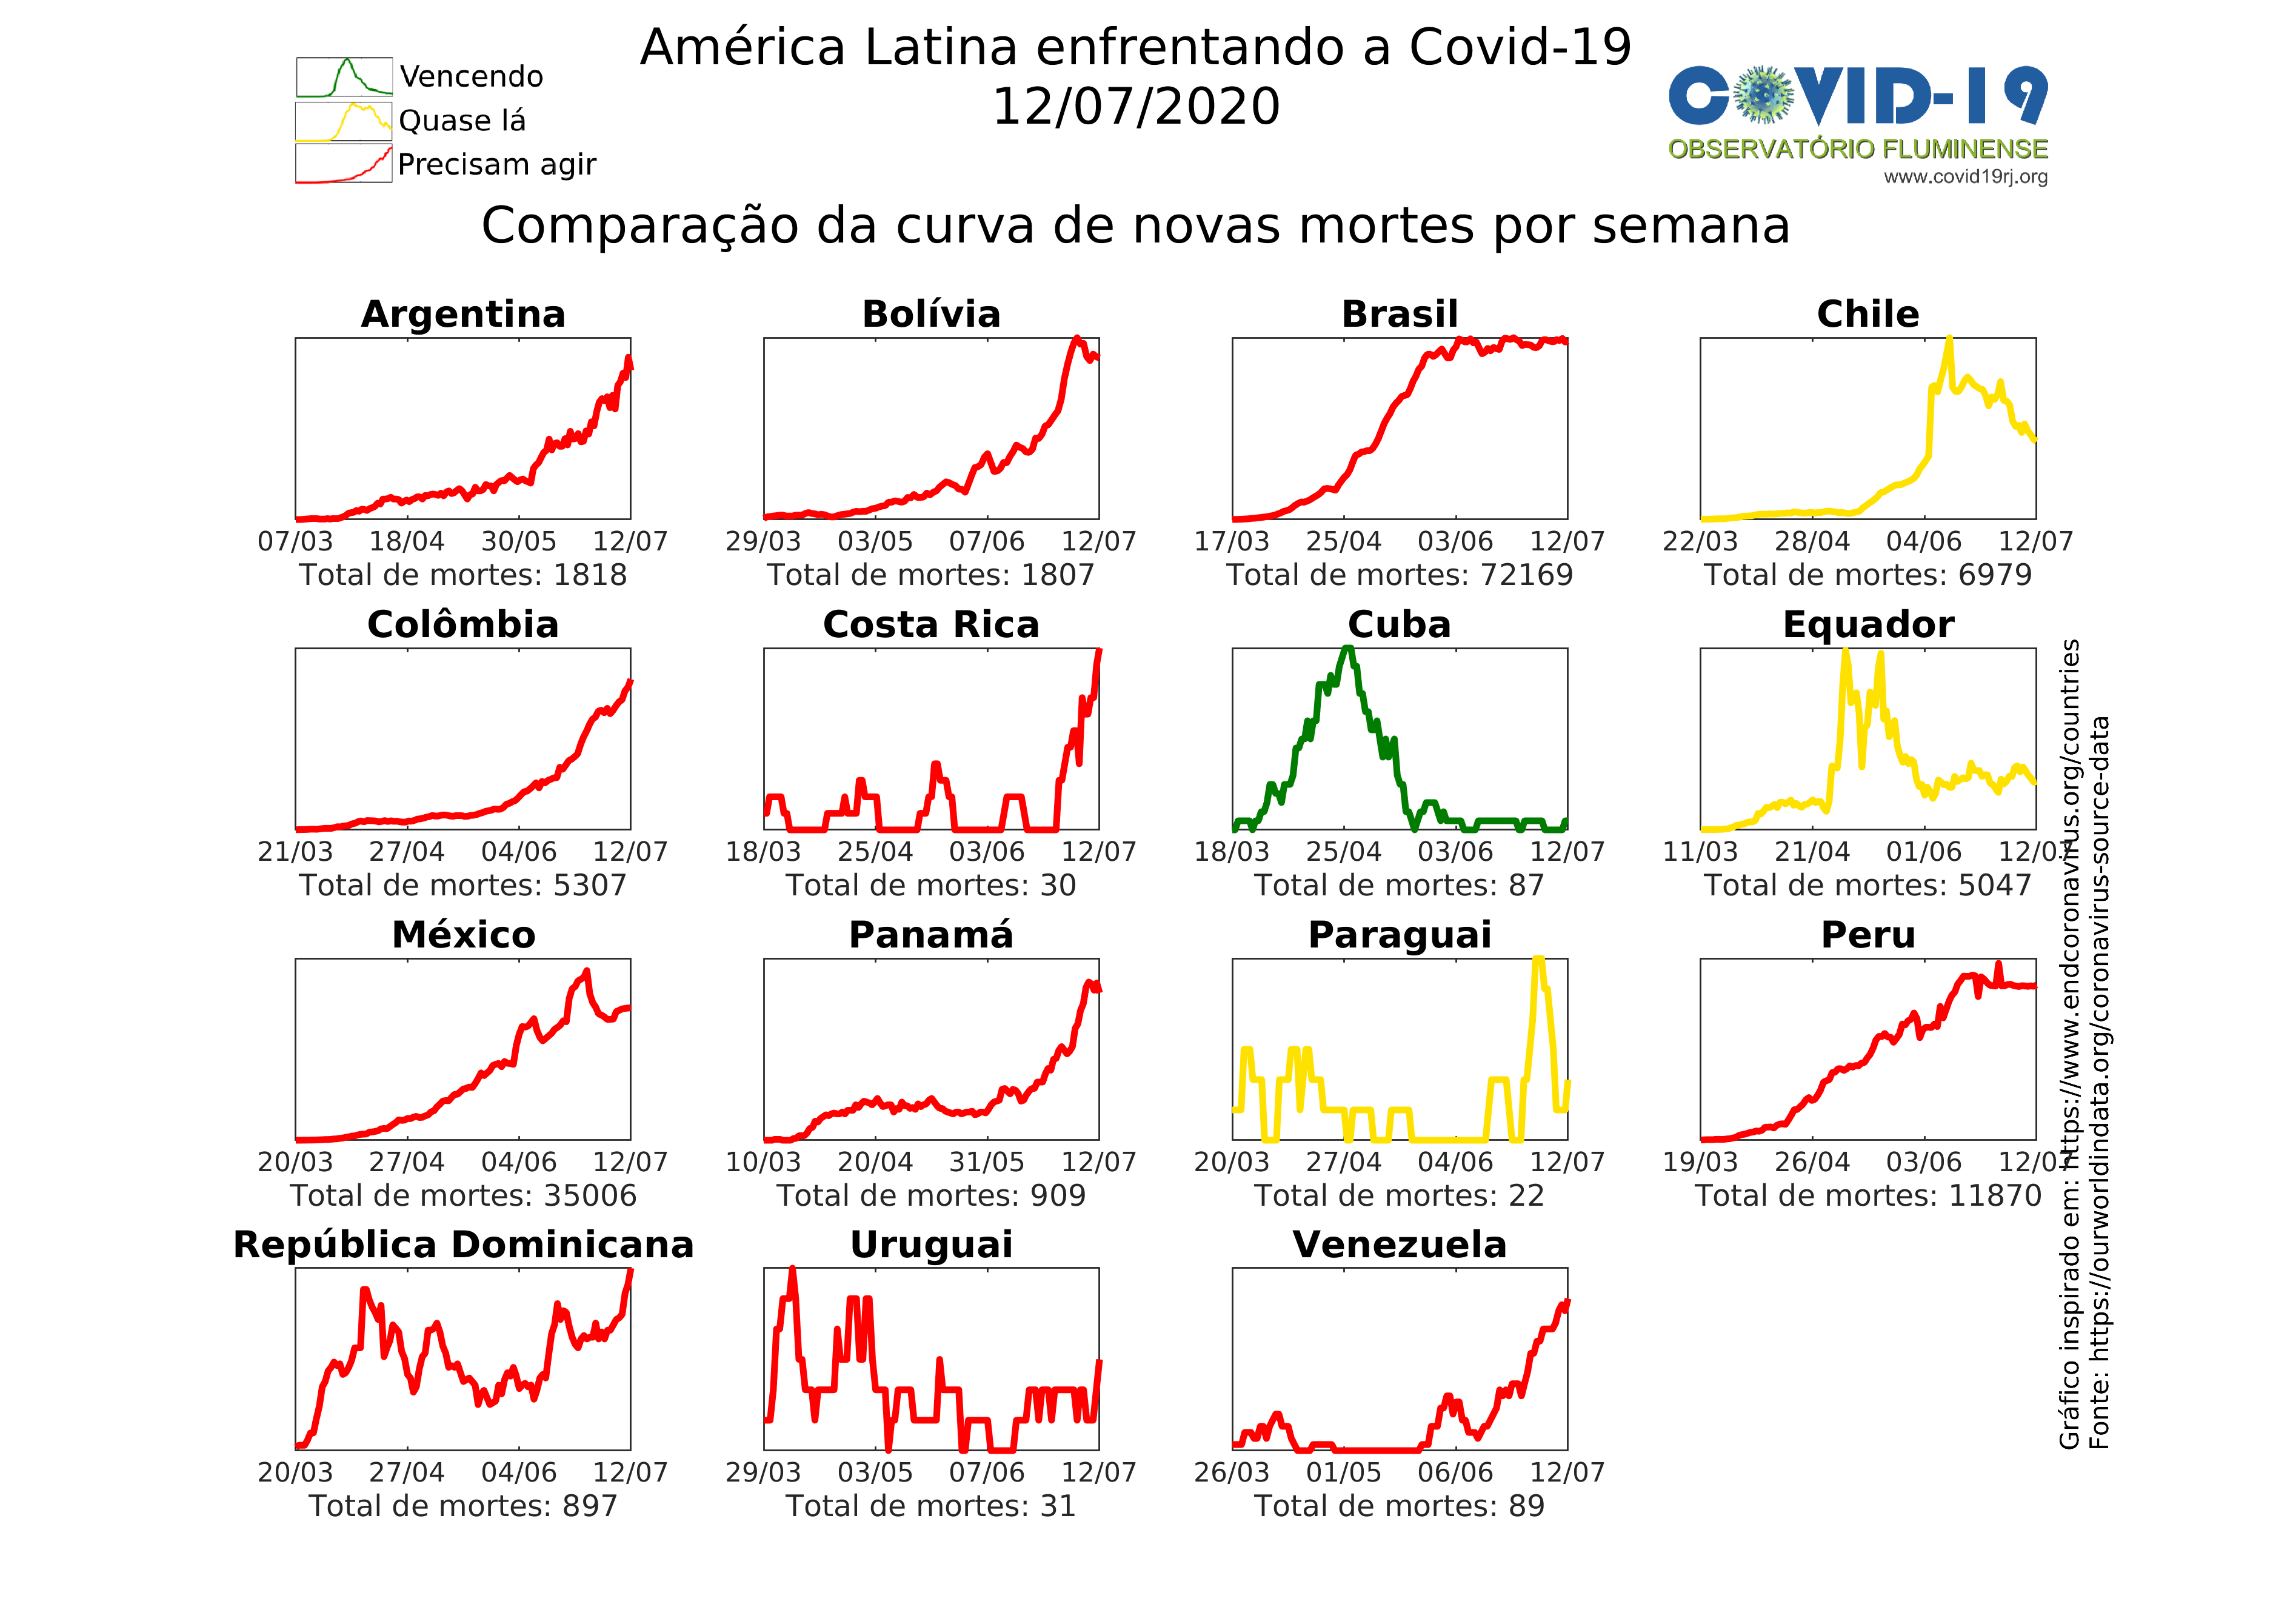 América Latina enfrentando a Covid-19
12/07/2020
Vencendo
Quase lá
Precisam agir
COVID-19
OBSERVATÓRIO FLUMINENSE
www.covid19rj.org
Comparação da curva de novas mortes por semana
Argentina
07/03 18/04 30/05 12/07
Total de mortes: 1818
Bolívia
29/03 03/05 07/06 12/07
Total de mortes: 1807
Brasil
17/03 25/04 03/06 12/07
Total de mortes: 72169
Chile
22/03 28/04 04/06 12/07
Total de mortes: 6979
Colômbia
21/03 27/04 04/06 12/07
Total de mortes: 5307
Costa Rica
18/03 25/04 03/06 12/07
Total de mortes: 30
Cuba
18/03 25/04 03/06 12/07
Total de mortes: 87
Equador
11/03 21/04 01/06 12/07
Total de mortes: 5047
México
20/03 27/04 04/06 12/07
Total de mortes: 35006
Panamá
10/03 20/04 31/05 12/07
Total de mortes: 909
Paraguai
20/03 27/04 04/06 12/07
Total de mortes: 22
Peru
19/03 26/04 03/06 12/07
Total de mortes: 11870
República Dominicana
20/03 27/04 04/06 12/07
Total de mortes: 897
Uruguai
29/03 03/05 07/06 12/07
Total de mortes: 31
Venezuela
26/03 01/05 06/06 12/07
Total de mortes: 89
Gráfico inspirado em: https://www.endcoronavirus.org/countries
Fonte: https://ourworldindata.org/coronavirus-source-data